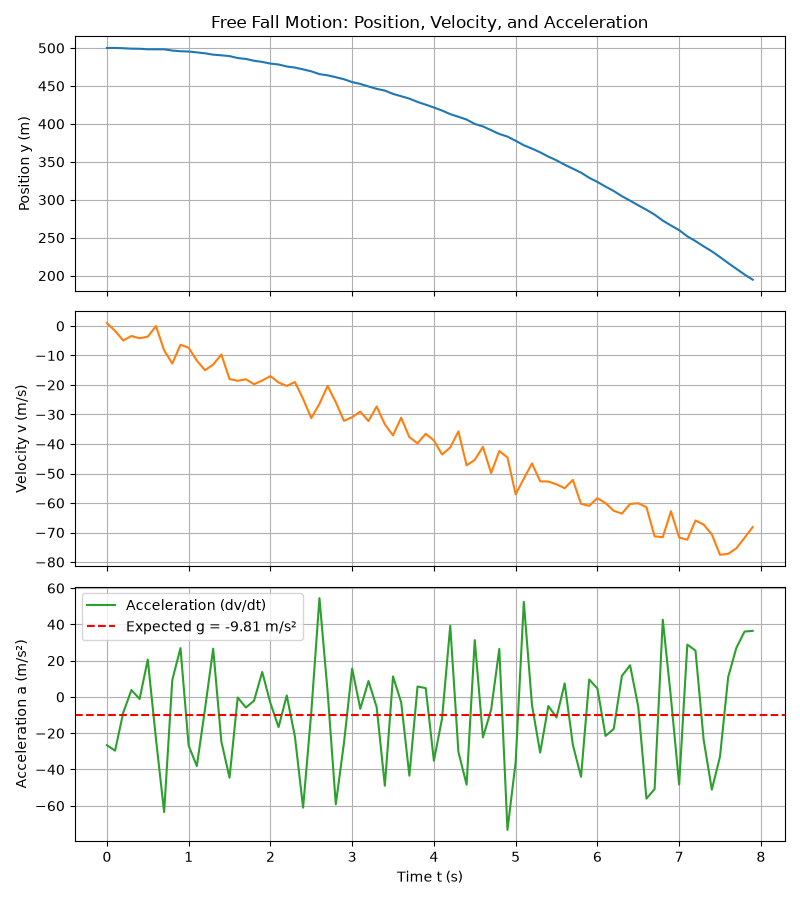 Free Fall Motion: Position, Velocity, and Acceleration
Position y (m)
500
450
400
350
300
250
200
Velocity v (m/s)
0
−10
−20
−30
−40
−50
−60
−70
−80
Acceleration a (m/s²)
60
40
20
0
−20
−40
−60
Acceleration (dv/dt)
Expected g = -9.81 m/s²
0 1 2 3 4 5 6 7 8
Time t (s)